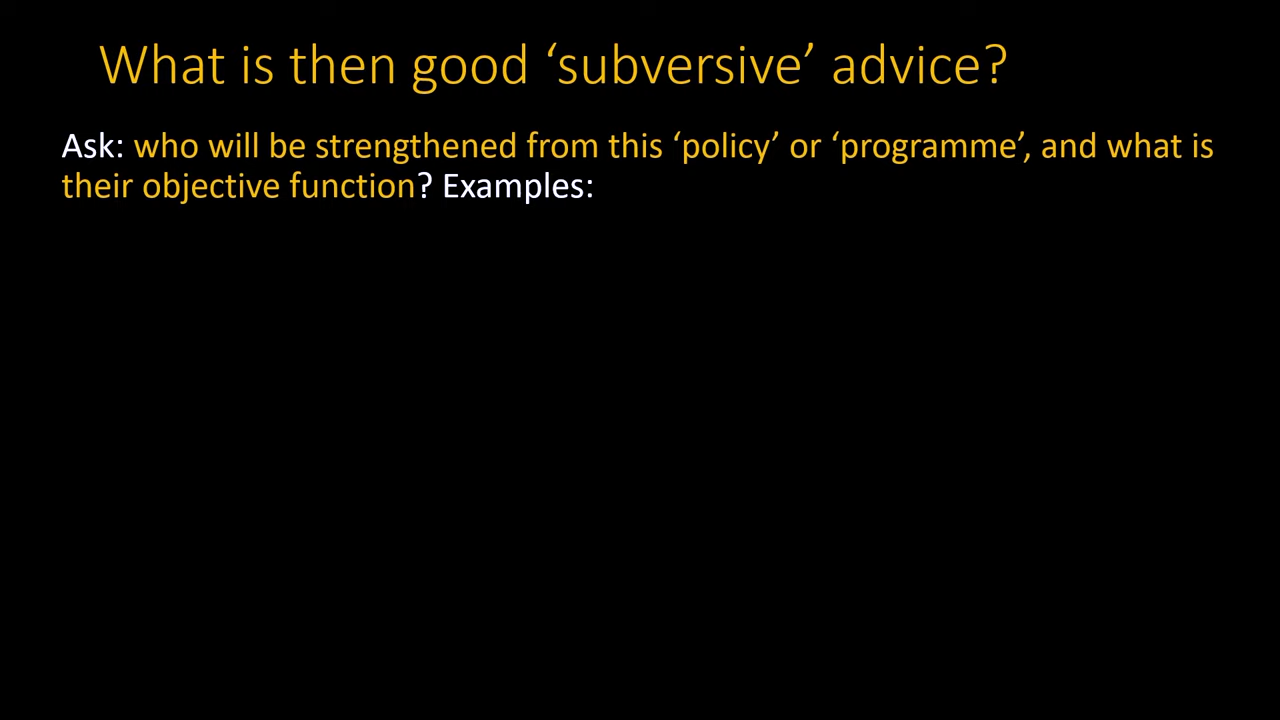 What is then good ‘subversive’ advice?
Ask: who will be strengthened from this ‘policy’ or ‘programme’, and what is
their objective function? Examples: